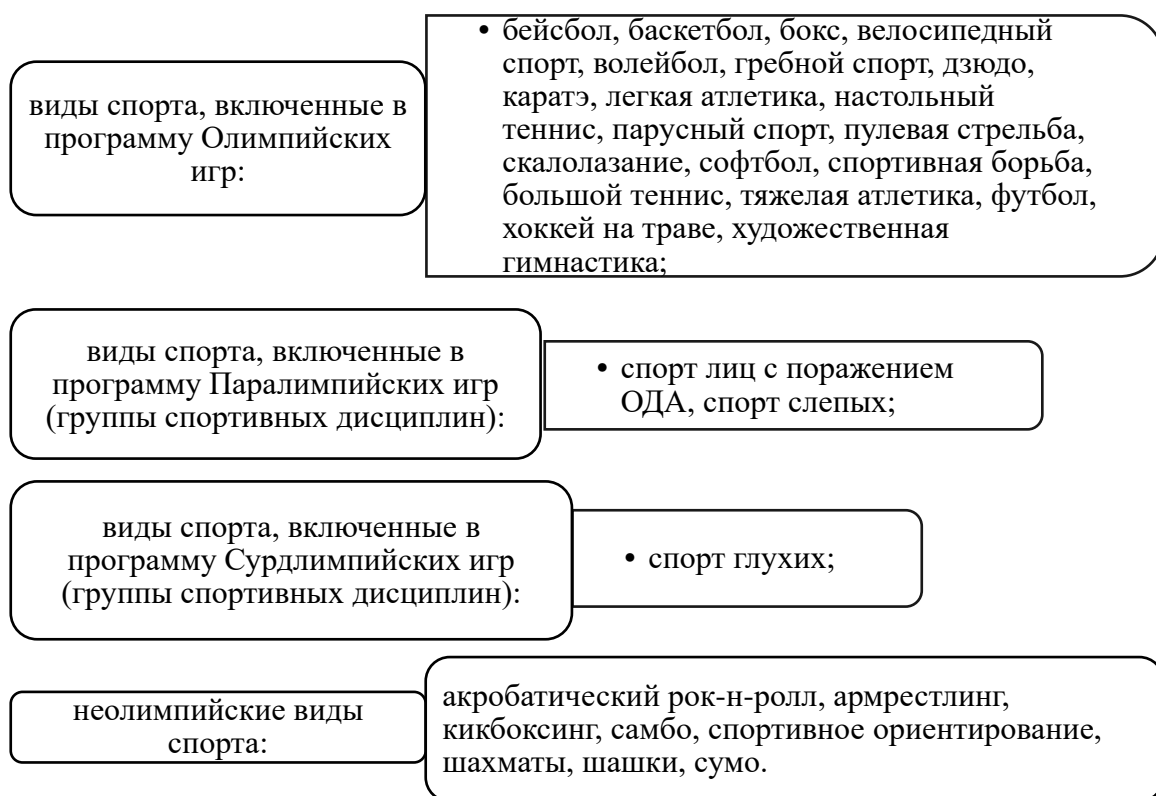 виды спорта, включенные в
программу Олимпийских
игр:
• бейсбол, баскетбол, бокс, велосипедный
спорт, волейбол, гребной спорт, дзюдо,
каратэ, легкая атлетика, настольный
теннис, парусный спорт, пулевая стрельба,
скалолазание, софтбол, спортивная борьба,
большой теннис, тяжелая атлетика, футбол,
хоккей на траве, художественная
гимнастика;
виды спорта, включенные в
программу Паралимпийских игр
(группы спортивных дисциплин):
• спорт лиц с поражением
ОДА, спорт слепых;
виды спорта, включенные в
программу Сурдлимпийских игр
(группы спортивных дисциплин):
• спорт глухих;
неолимпийские виды
спорта:
акробатический рок-н-ролл, армрестлинг,
кикбоксинг, самбо, спортивное ориентирование,
шахматы, шашки, сумо.